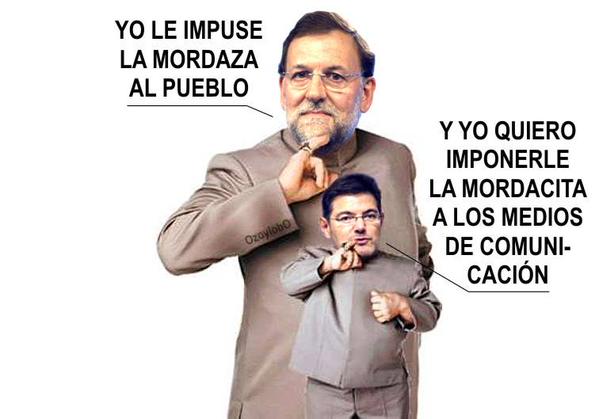 YO LE IMPUSE
LA MORDAZA
AL PUEBLO
Y YO QUIERO
IMPONERLE
LA MORDACITA
A LOS MEDIOS
DE COMUNI-
CACIÓN
OzaylobO